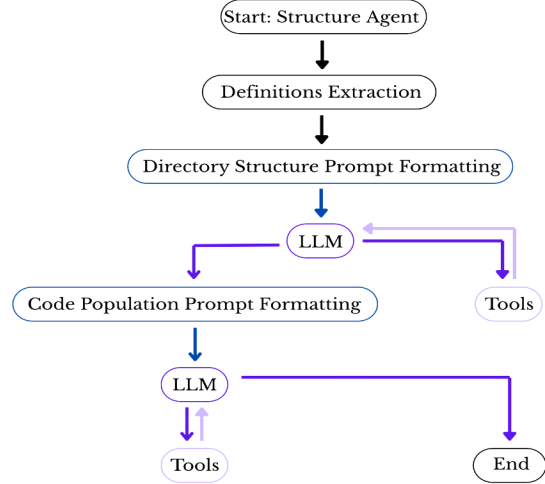 Start: Structure Agent
Definitions Extraction
Directory Structure Prompt Formatting
LLM
Code Population Prompt Formatting
Tools
LLM
Tools
End